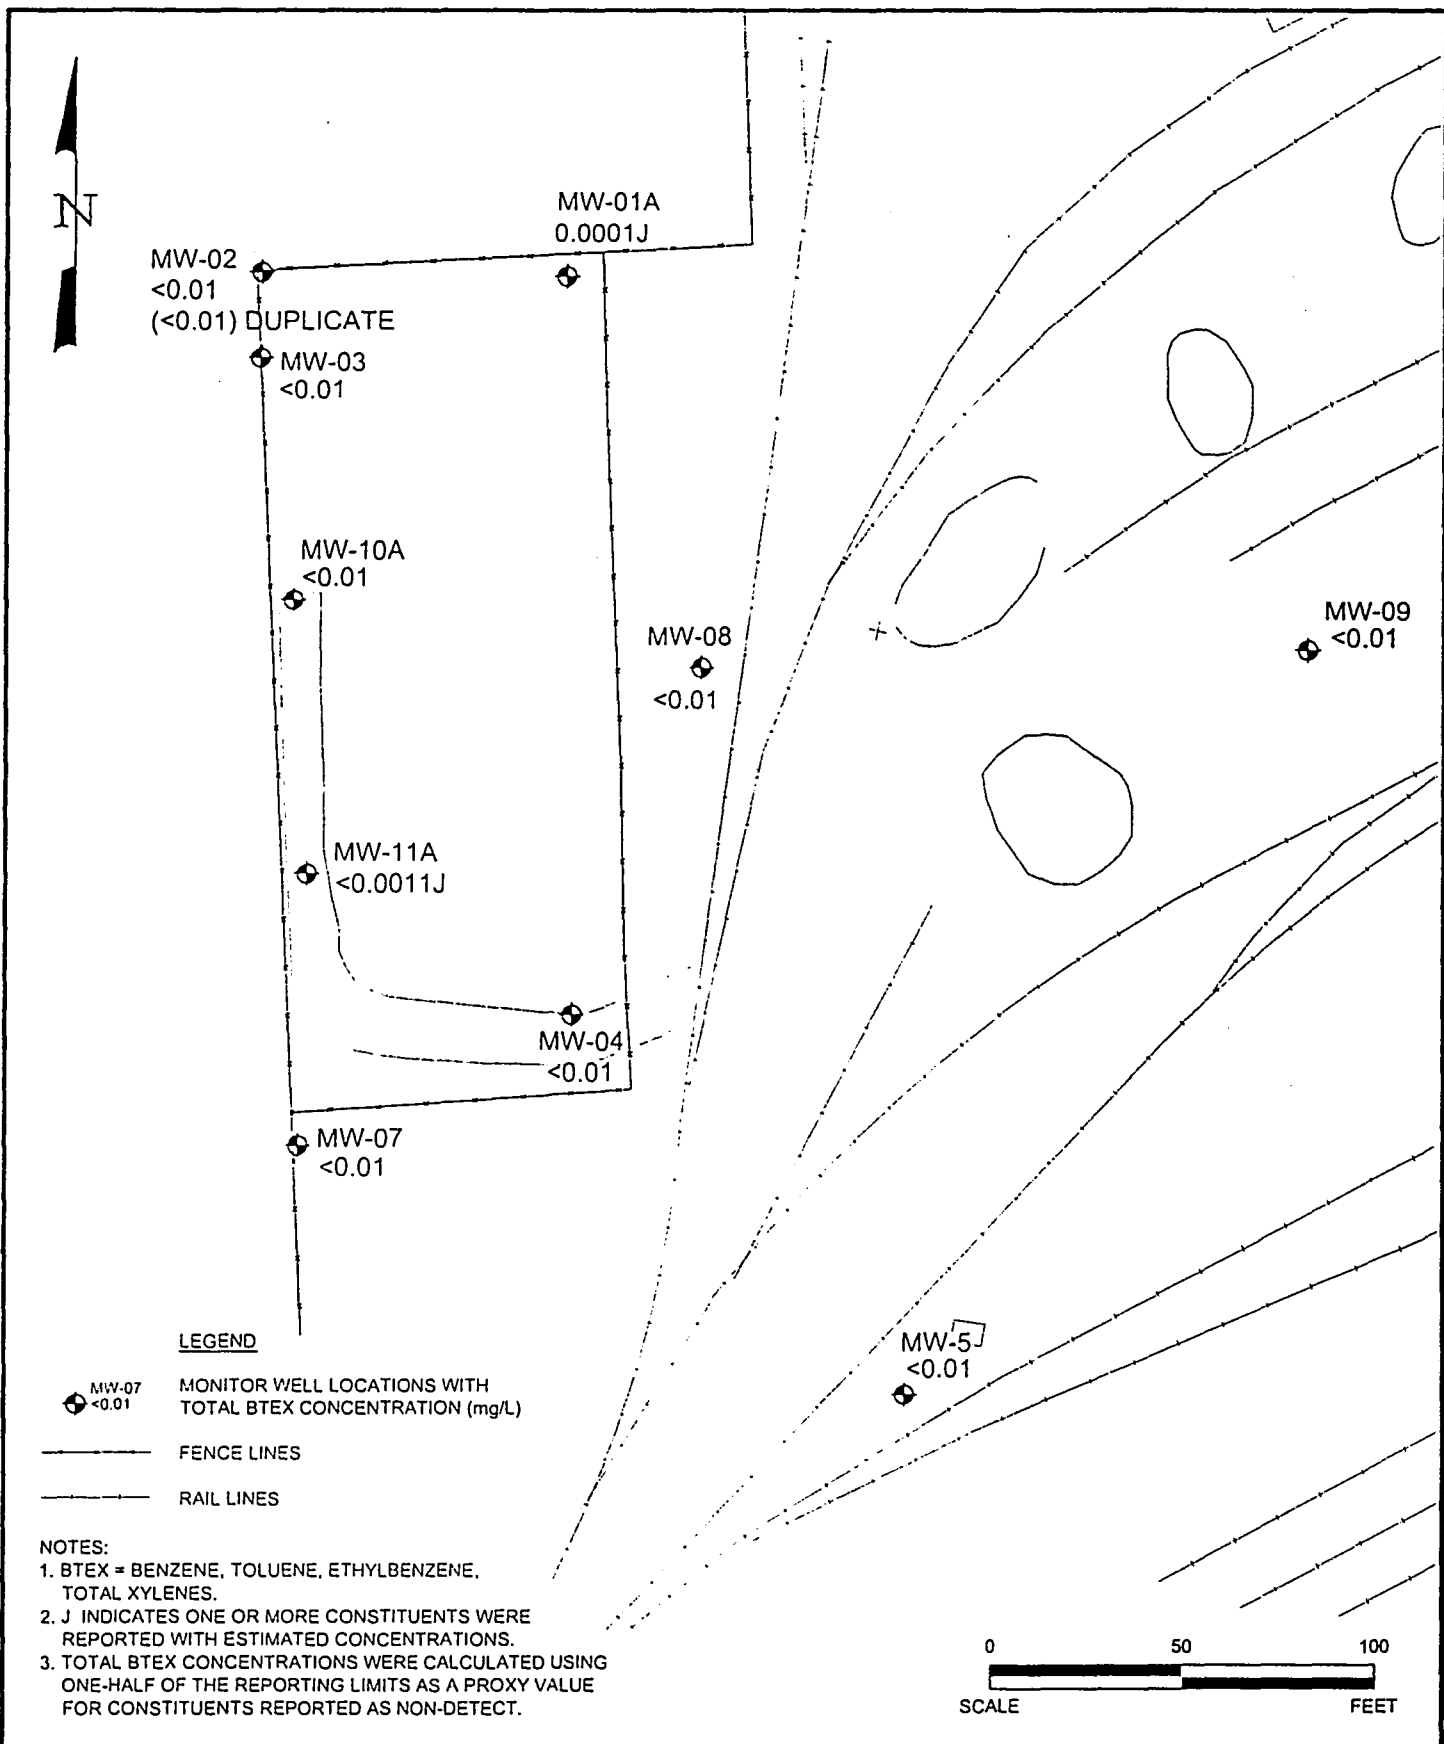 N
MW-01A
0.0001J
MW-02
<0.01
(<0.01) DUPLICATE
MW-03
<0.01
MW-10A
<0.01
MW-08
<0.01
MW-09
<0.01
MW-11A
<0.0011J
MW-04
<0.01
MW-07
<0.01
MW-5
<0.01
LEGEND
MW-07
<0.01
MONITOR WELL LOCATIONS WITH
TOTAL BTEX CONCENTRATION (mg/L)
FENCE LINES
RAIL LINES
NOTES:
1. BTEX = BENZENE, TOLUENE, ETHYLBENZENE,
TOTAL XYLENES.
2. J INDICATES ONE OR MORE CONSTITUENTS WERE
REPORTED WITH ESTIMATED CONCENTRATIONS.
3. TOTAL BTEX CONCENTRATIONS WERE CALCULATED USING
ONE-HALF OF THE REPORTING LIMITS AS A PROXY VALUE
FOR CONSTITUENTS REPORTED AS NON-DETECT.
0 50 100
SCALE FEET